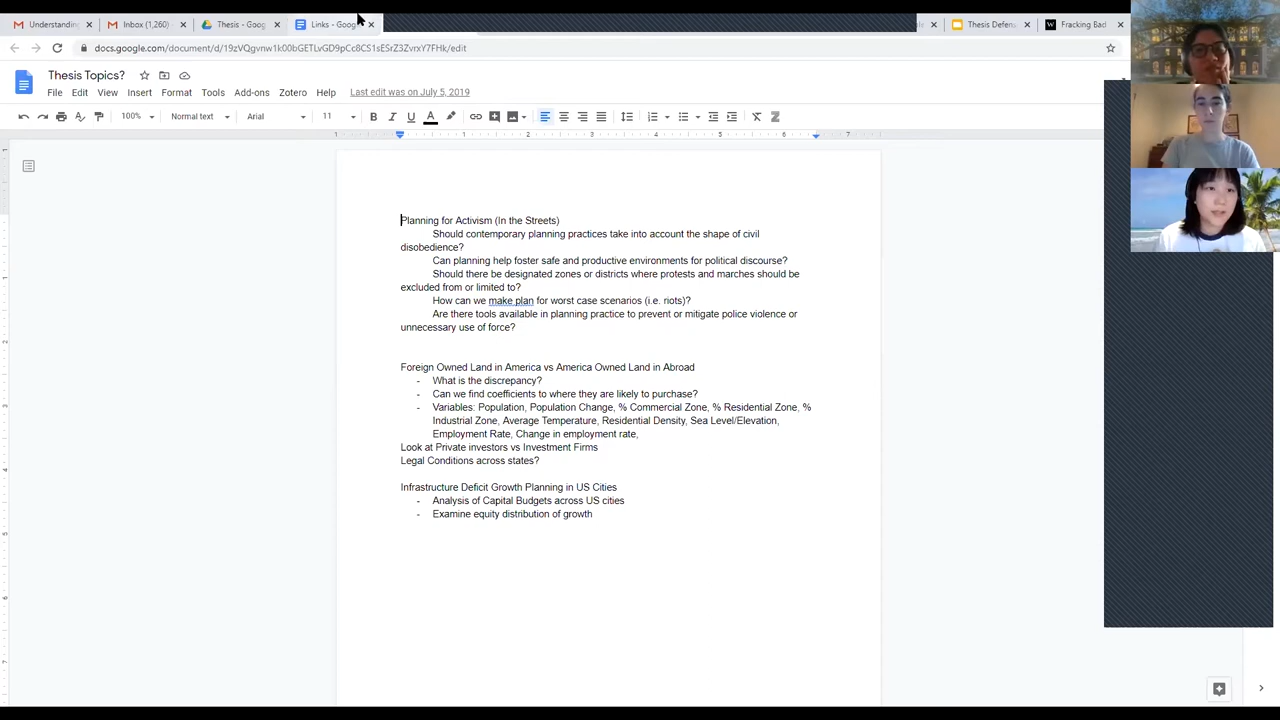 Understanding
Inbox (1,260)
Thesis - Goog
Links - Goog
Thesis Defens
Fracking Bad
docs.google.com/document/d/19zVQgvnw1k00bGETLvGD9pCc8CS1sESrZ3ZvrxY7FHk/edit
Thesis Topics?
File Edit View Insert Format Tools Add-ons Zotero Help Last edit was on July 5, 2019
100% Normal text Arial 11
Planning for Activism (In the Streets)
Should contemporary planning practices take into account the shape of civil
disobedience?
Can planning help foster safe and productive environments for political discourse?
Should there be designated zones or districts where protests and marches should be
excluded from or limited to?
How can we make plan for worst case scenarios (i.e. riots)?
Are there tools available in planning practice to prevent or mitigate police violence or
unnecessary use of force?
Foreign Owned Land in America vs America Owned Land in Abroad
- What is the discrepancy?
- Can we find coefficients to where they are likely to purchase?
- Variables: Population, Population Change, % Commercial Zone, % Residential Zone, %
Industrial Zone, Average Temperature, Residential Density, Sea Level/Elevation,
Employment Rate, Change in employment rate,
Look at Private investors vs Investment Firms
Legal Conditions across states?
Infrastructure Deficit Growth Planning in US Cities
- Analysis of Capital Budgets across US cities
- Examine equity distribution of growth